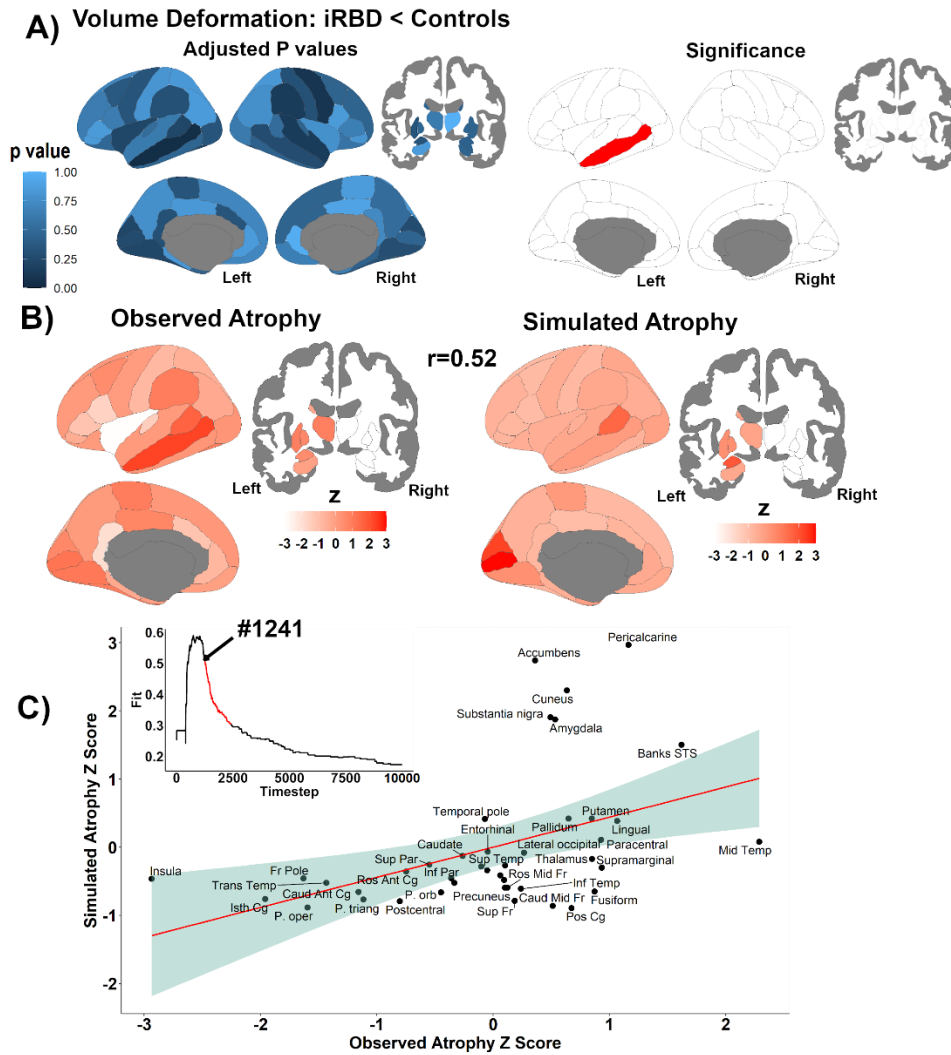 A) Volume Deformation: iRBD < Controls
Adjusted P values
Significance
p value
1.00
0.75
0.50
0.25
0.00
Left
Right
Left
Right
B)
Observed Atrophy
Simulated Atrophy
r=0.52
Left
Right
z
-3 -2 -1 0 1 2 3
Left
Right
z
-3 -2 -1 0 1 2 3
C)
#1241
Fit
0.6
0.5
0.4
0.3
0.2
0 2500 5000 7500 10000
Timestep
Simulated Atrophy Z Score
3
2
1
0
-1
-2
Pericalcarine
Accumbens
Cuneus
Substantia nigra
Amygdala
Banks STS
Temporal pole
Putamen
Entorhinal
Pallidum
Lingual
Caudate
Lateral occipital
Paracentral
Mid Temp
Sup Par
Sup Temp
Thalamus
Supramarginal
Insula
Fr Pole
Ros Ant Cg
Inf Par
Ros Mid Fr
Trans Temp
Caud Ant Cg
Inf Temp
P. orb
Precuneus
Caud Mid Fr
Fusiform
Isth Cg
P. oper
P. triang
Postcentral
Sup Fr
Pos Cg
-3 -2 -1 0 1 2
Observed Atrophy Z Score